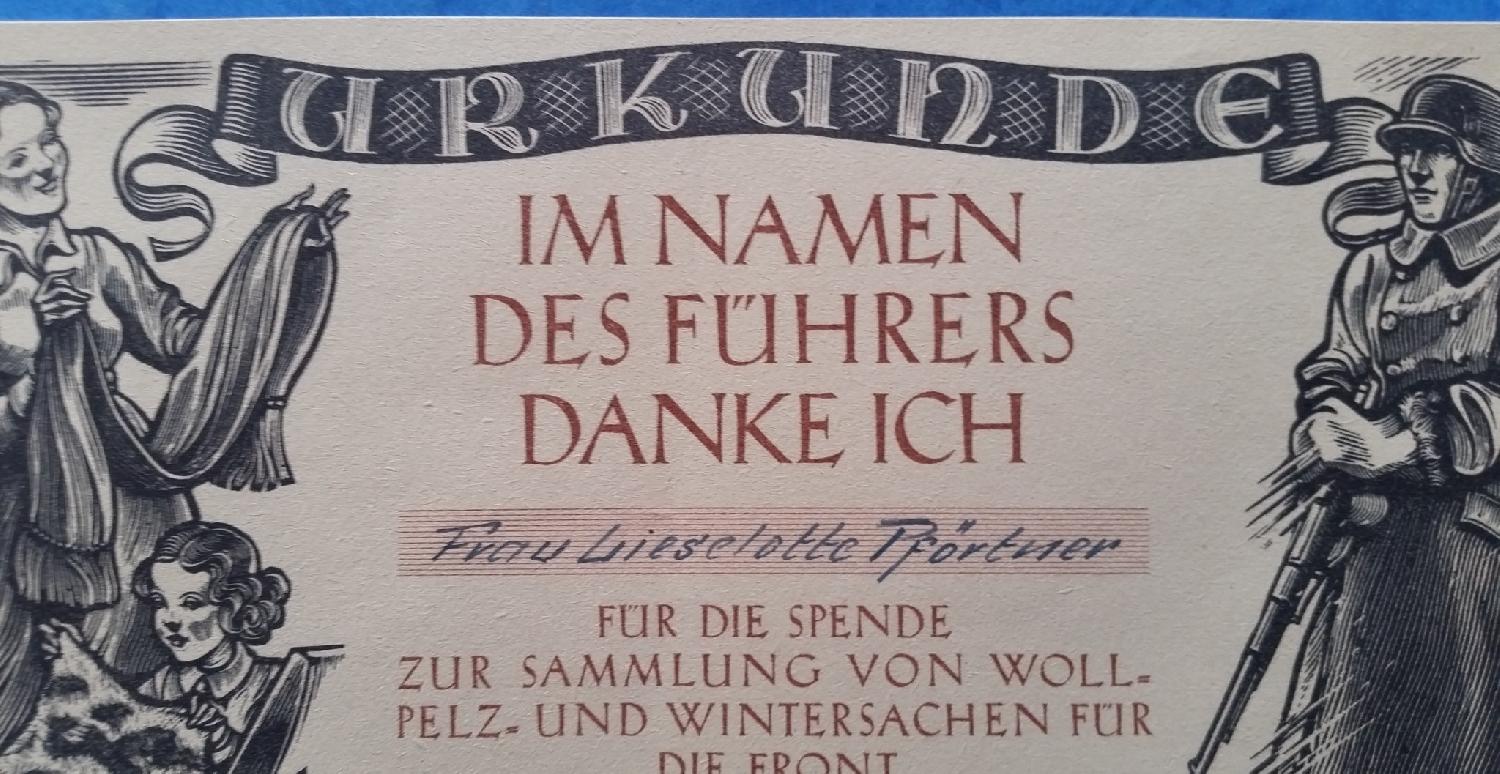 URKUNDE
IM NAMEN
DES FÜHRERS
DANKE ICH
Frau Lieselotte Pförtner
FÜR DIE SPENDE
ZUR SAMMLUNG VON WOLL=
PELZ= UND WINTERSACHEN FÜR
DIE FRONT